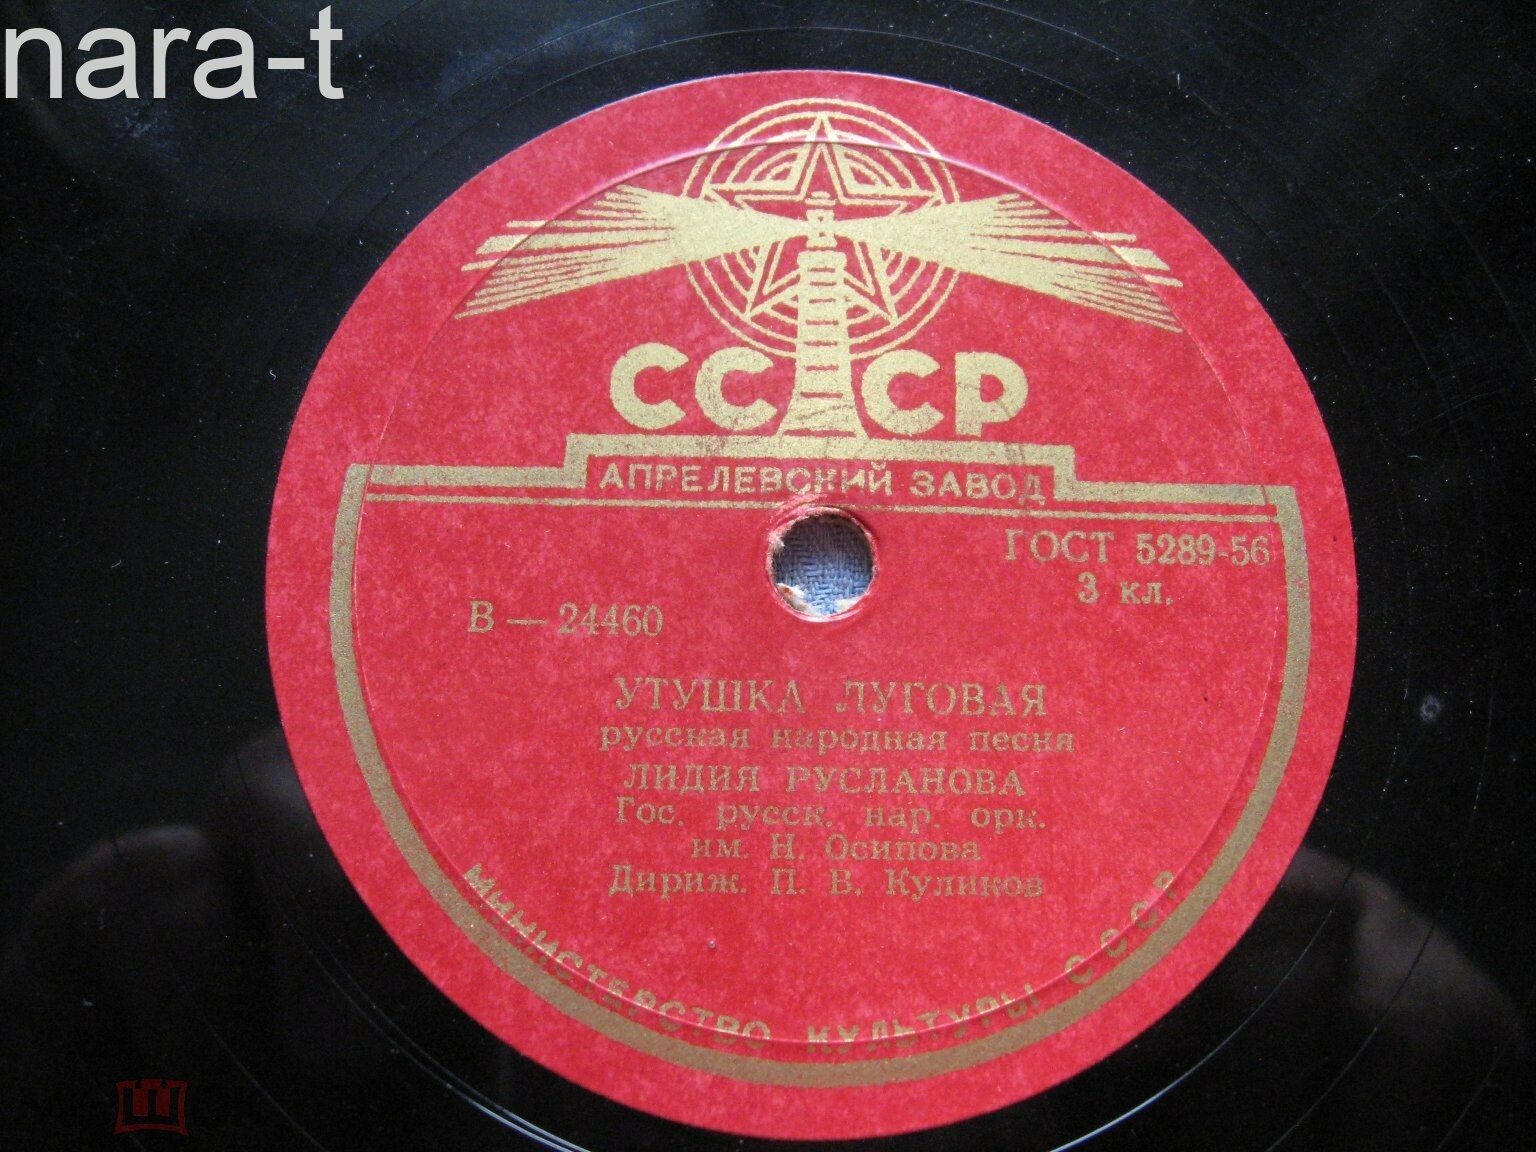 nara-t
СССР
АПРЕЛЕВСКИЙ ЗАВОД
ГОСТ 5289-56
3 кл.
В — 24460
УТУШКА ЛУГОВАЯ
русская народная песня
ЛИДИЯ РУСЛАНОВА
Гос. русск. нар. орк.
им. Н. Осипова
Дириж. П. В. Куликов
МИНИСТЕРСТВО КУЛЬТУРЫ СССР